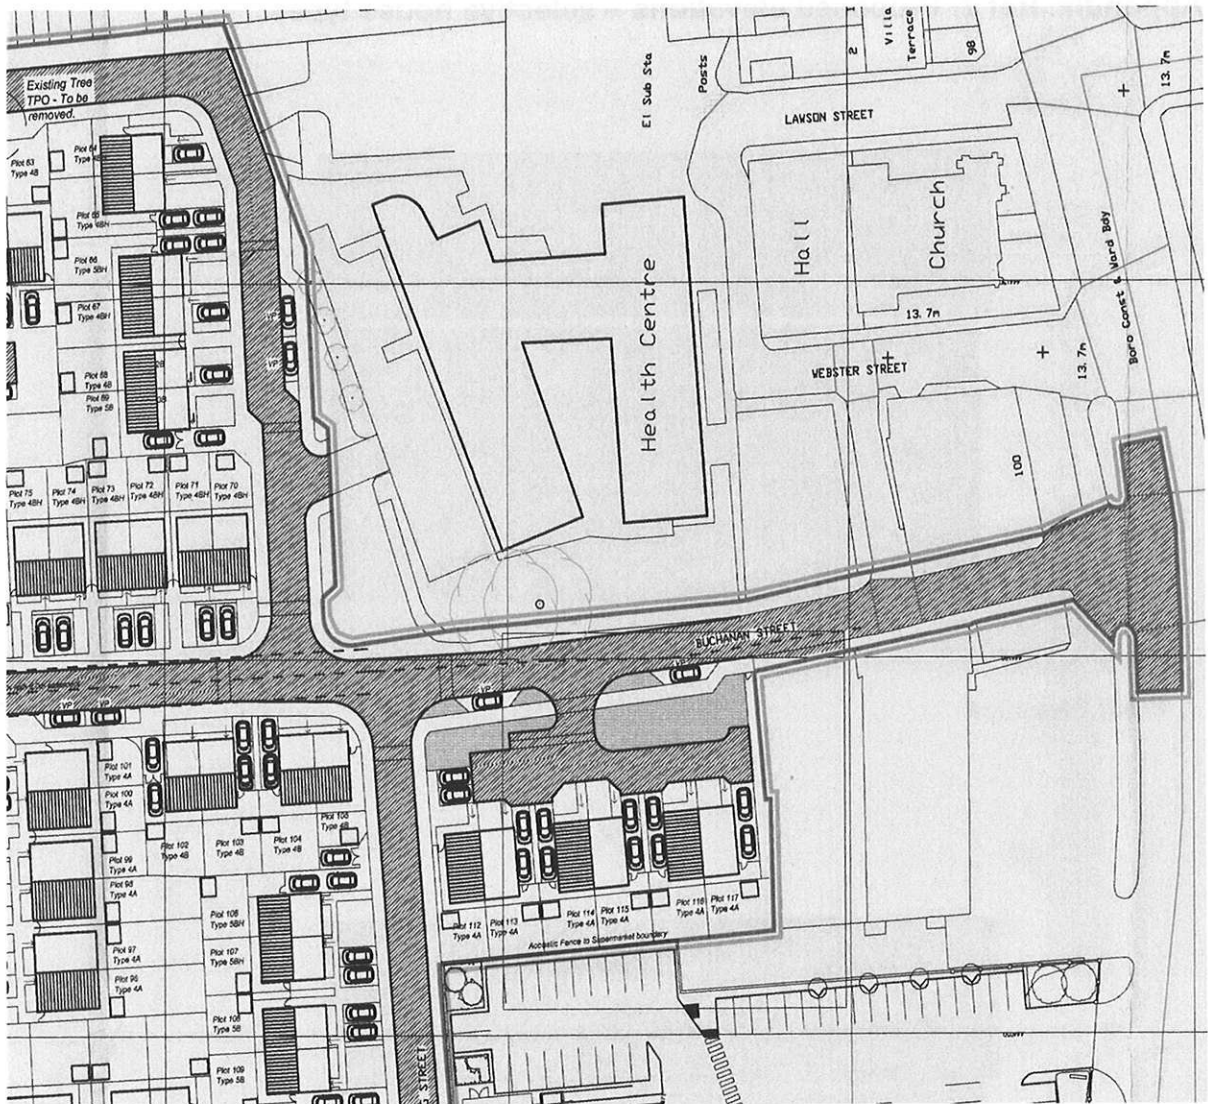 Existing Tree
TPO - To be
removed.
Plot 63
Type 4B
Plot 64
Type 4B
Plot 65
Type 4BH
Plot 66
Type 5BH
Plot 67
Type 4BH
Plot 68
Type 4B
Plot 69
Type 5B
Plot 75
Type 4BH
Plot 74
Type 4BH
Plot 73
Type 4BH
Plot 72
Type 4BH
Plot 71
Type 4BH
Plot 70
Type 4BH
VP
VP
El Sub Sta
Posts
2
Villa
Terrace
98
13.7m
LAWSON STREET
Hall
Church
Health Centre
13.7m
WEBSTER STREET
13.7m
Boro Const & Ward Bdy
100
BUCHANAN STREET
VP
VP
VP
VP
Plot 101
Type 4A
Plot 100
Type 4A
Plot 99
Type 4A
Plot 98
Type 4A
Plot 97
Type 4A
Plot 96
Type 4A
Plot 102
Type 4B
Plot 103
Type 4B
Plot 104
Type 4B
Plot 105
Type 4B
Plot 106
Type 5BH
Plot 107
Type 5BH
Plot 108
Type 5B
Plot 109
Type 5B
Plot 112
Type 4A
Plot 113
Type 4A
Plot 114
Type 4A
Plot 115
Type 4A
Plot 116
Type 4A
Plot 117
Type 4A
Acoustic Fence to Supermarket boundary
STREET